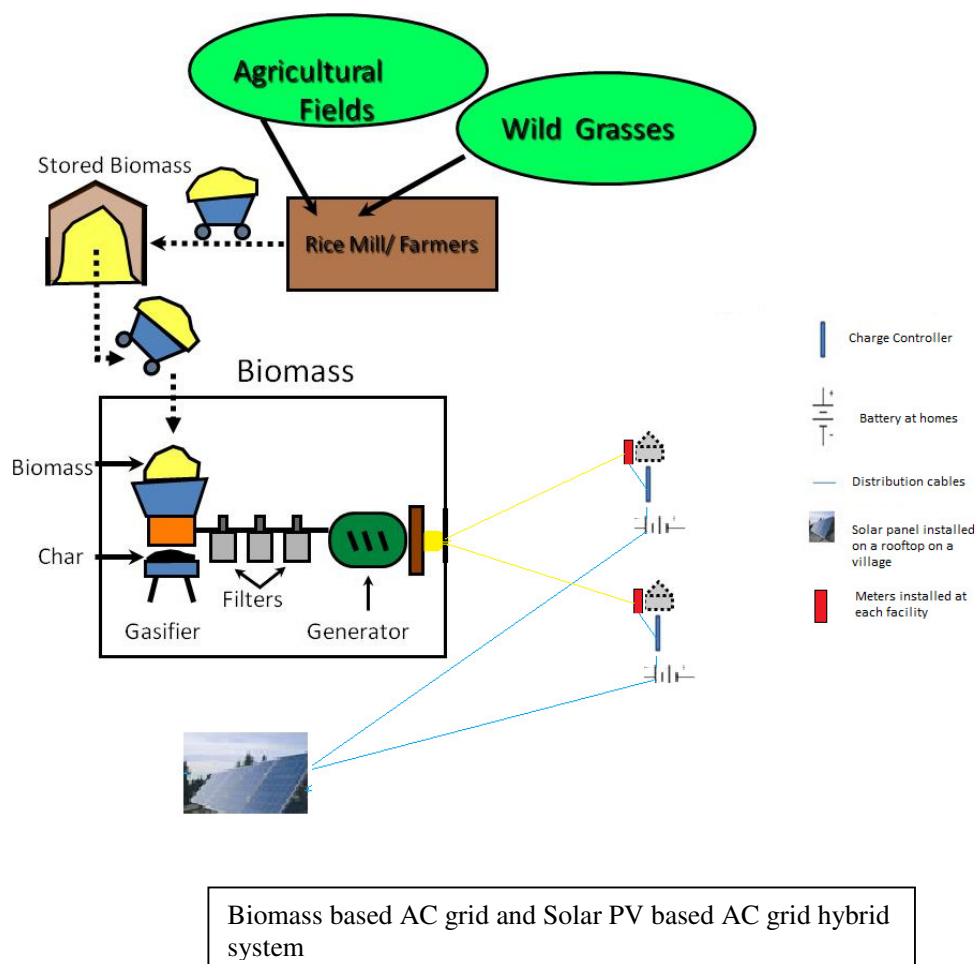 Agricultural
Fields
Wild Grasses
Stored Biomass
Rice Mill/ Farmers
Biomass
Biomass
Char
Filters
Gasifier
Generator
Charge Controller
Battery at homes
Distribution cables
Solar panel installed
on a rooftop on a
village
Meters installed at
each facility
Biomass based AC grid and Solar PV based AC grid hybrid
system